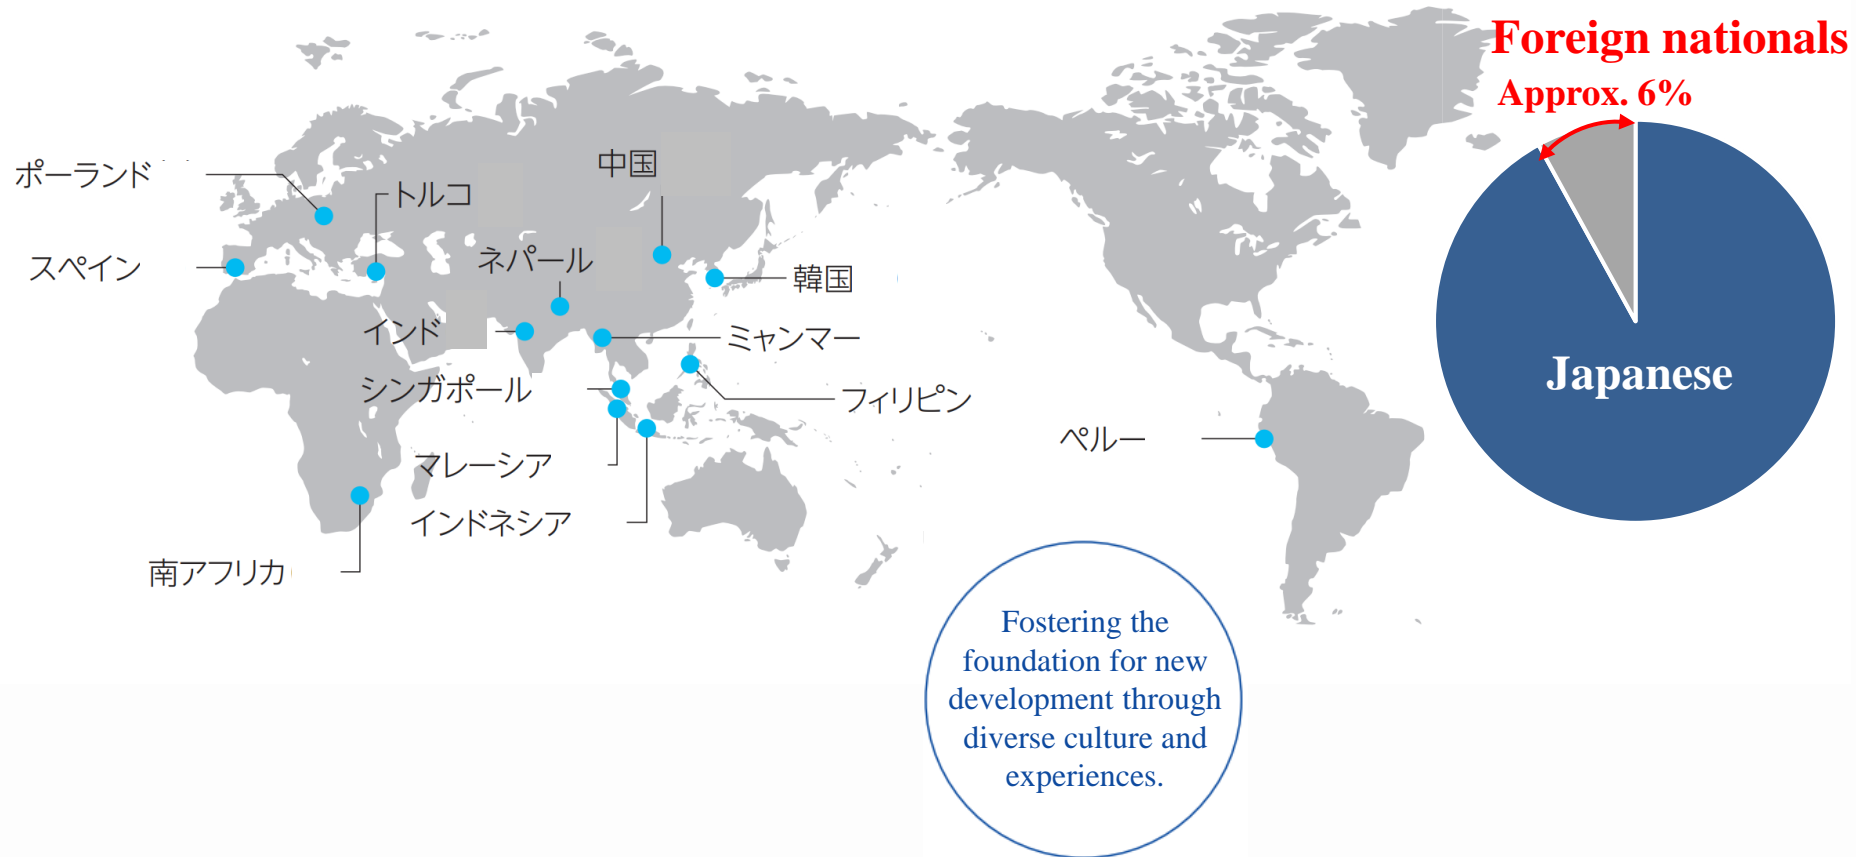 Foreign nationals
Approx. 6%
中国
ポーランド
トルコ
ネパール
スペイン
韓国
インド
ミャンマー
シンガポール
フィリピン
Japanese
ペルー
マレーシア
インドネシア
南アフリカ
Fostering the
foundation for new
development through
diverse culture and
experiences.